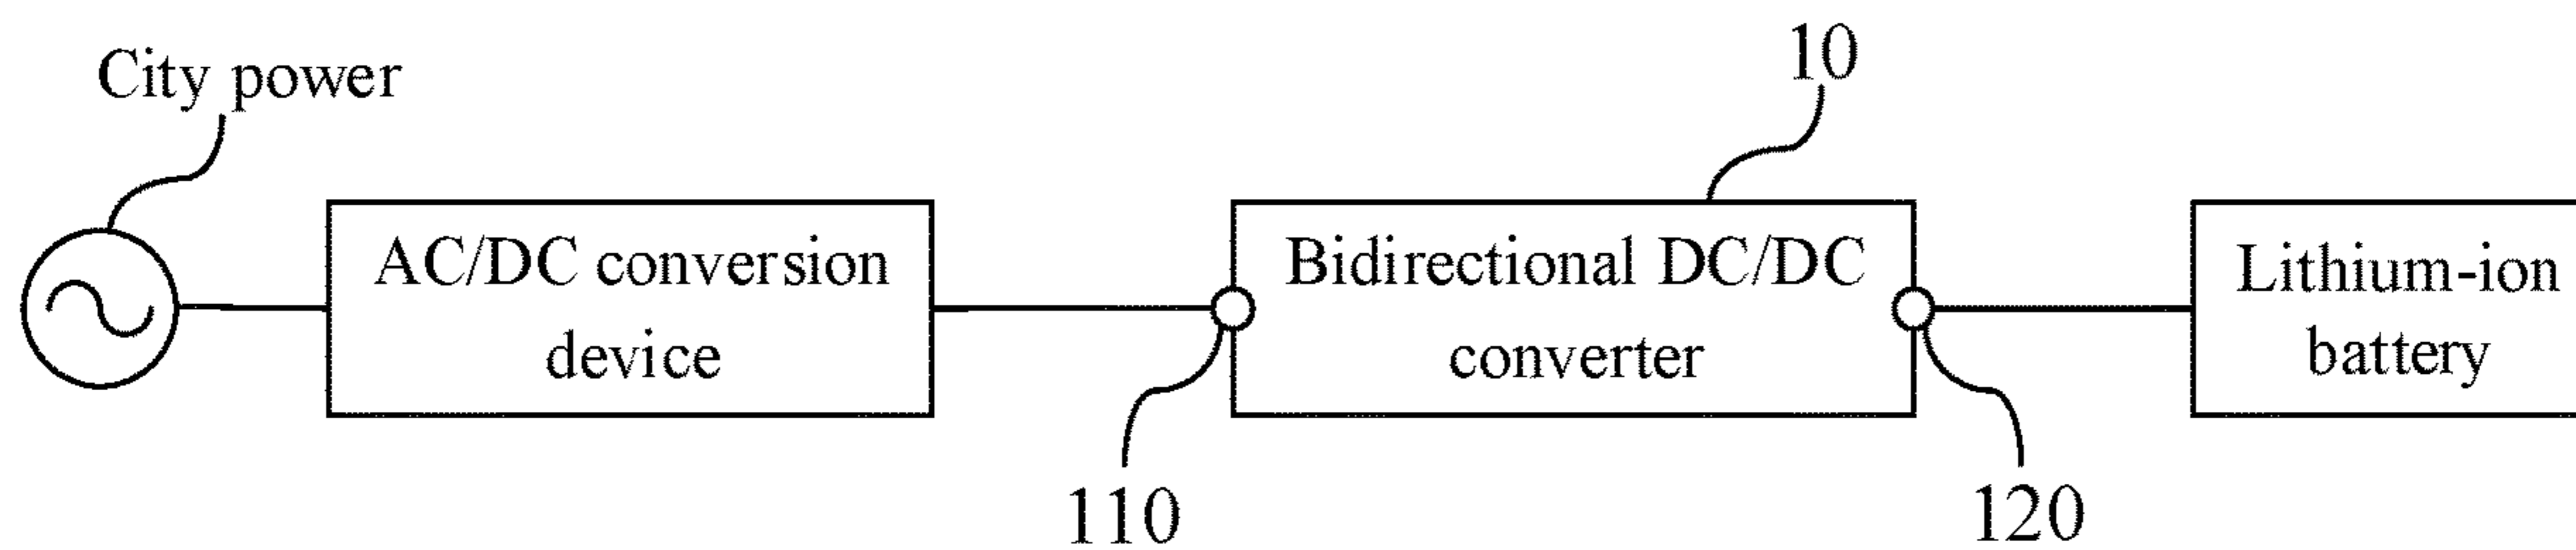 City power
10
AC/DC conversion
device
Bidirectional DC/DC
converter
Lithium-ion
battery
110
120